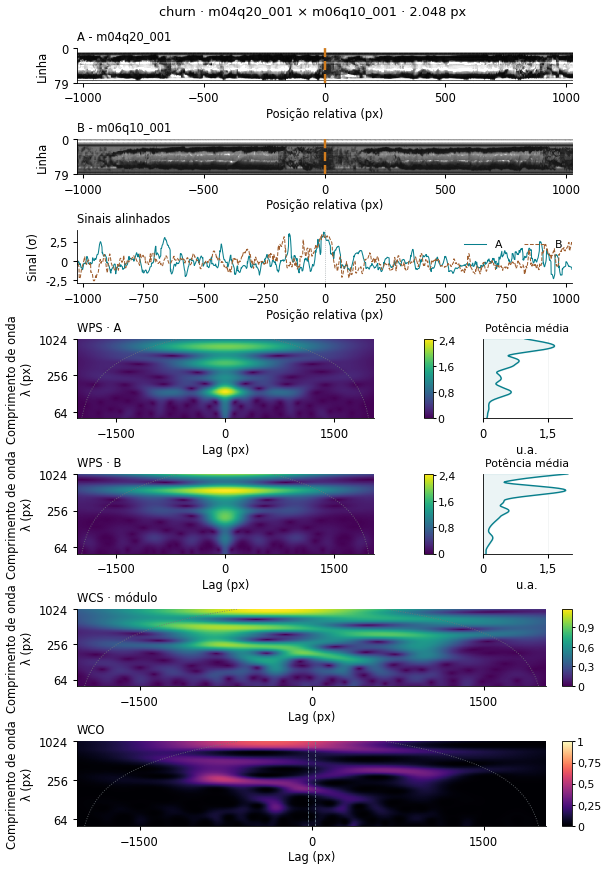 churn · m04q20_001 × m06q10_001 · 2.048 px
A - m04q20_001
0
79
Linha
−1000 −500 0 500 1000
Posição relativa (px)
B - m06q10_001
0
79
Linha
−1000 −500 0 500 1000
Posição relativa (px)
Sinais alinhados
A B
2,5
0
−2,5
Sinal (σ)
−1000 −750 −500 −250 0 250 500 750 1000
Posição relativa (px)
WPS · A
1024
256
64
Comprimento de onda
λ (px)
−1500 0 1500
Lag (px)
2,4
1,6
0,8
0
Potência média
0 1,5
u.a.
WPS · B
1024
256
64
Comprimento de onda
λ (px)
−1500 0 1500
Lag (px)
2,4
1,6
0,8
0
Potência média
0 1,5
u.a.
WCS · módulo
1024
256
64
Comprimento de onda
λ (px)
−1500 0 1500
Lag (px)
0,9
0,6
0,3
0
WCO
1024
256
64
Comprimento de onda
λ (px)
−1500 0 1500
Lag (px)
1
0,75
0,5
0,25
0